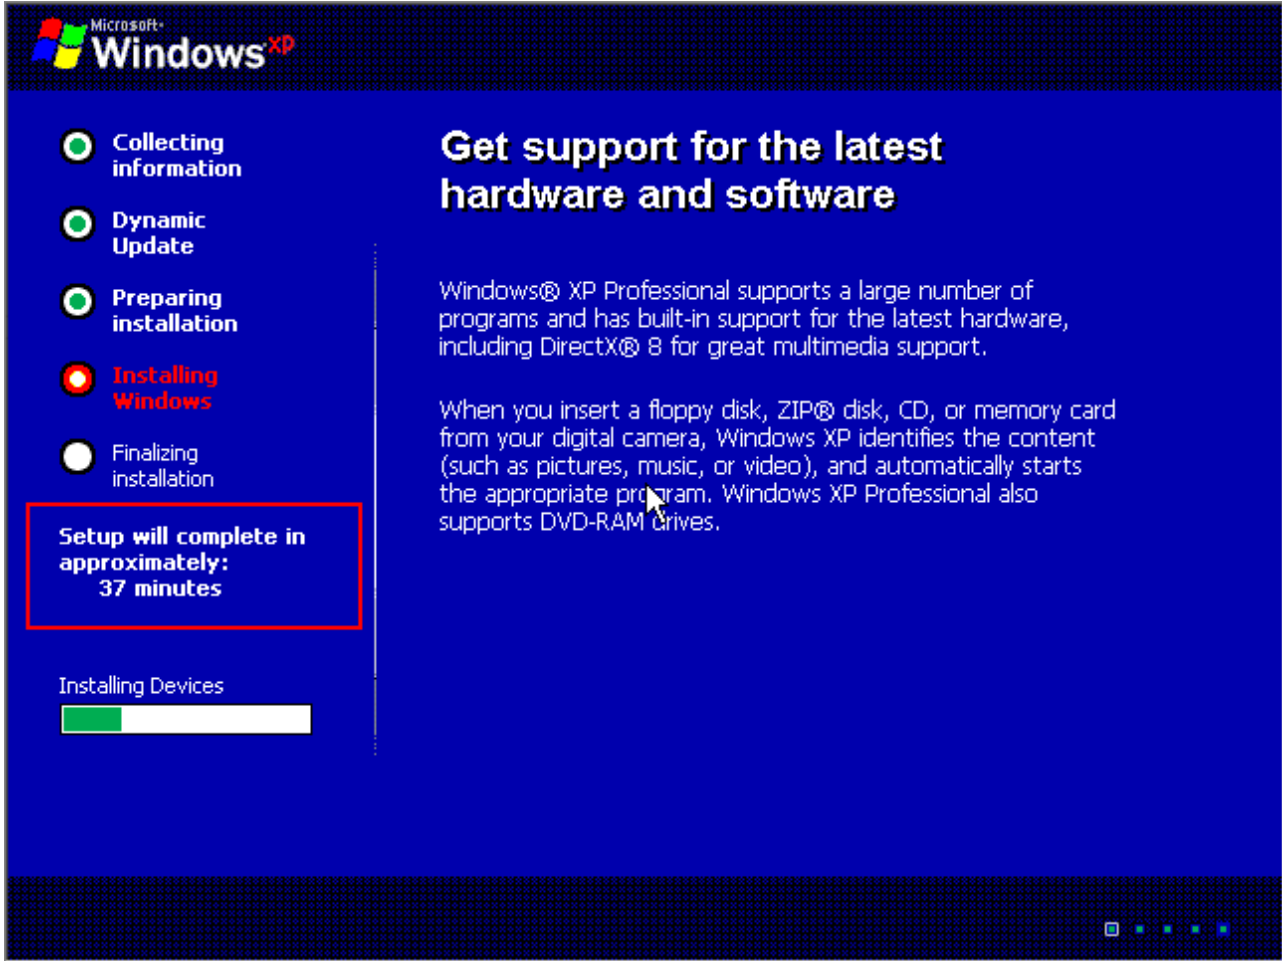 Microsoft®
Windows xp
Collecting
information
Dynamic
Update
Preparing
installation
Installing
Windows
Finalizing
installation
Setup will complete in
approximately:
37 minutes
Installing Devices
Get support for the latest
hardware and software
Windows® XP Professional supports a large number of
programs and has built-in support for the latest hardware,
including DirectX® 8 for great multimedia support.
When you insert a floppy disk, ZIP® disk, CD, or memory card
from your digital camera, Windows XP identifies the content
(such as pictures, music, or video), and automatically starts
the appropriate program. Windows XP Professional also
supports DVD-RAM drives.